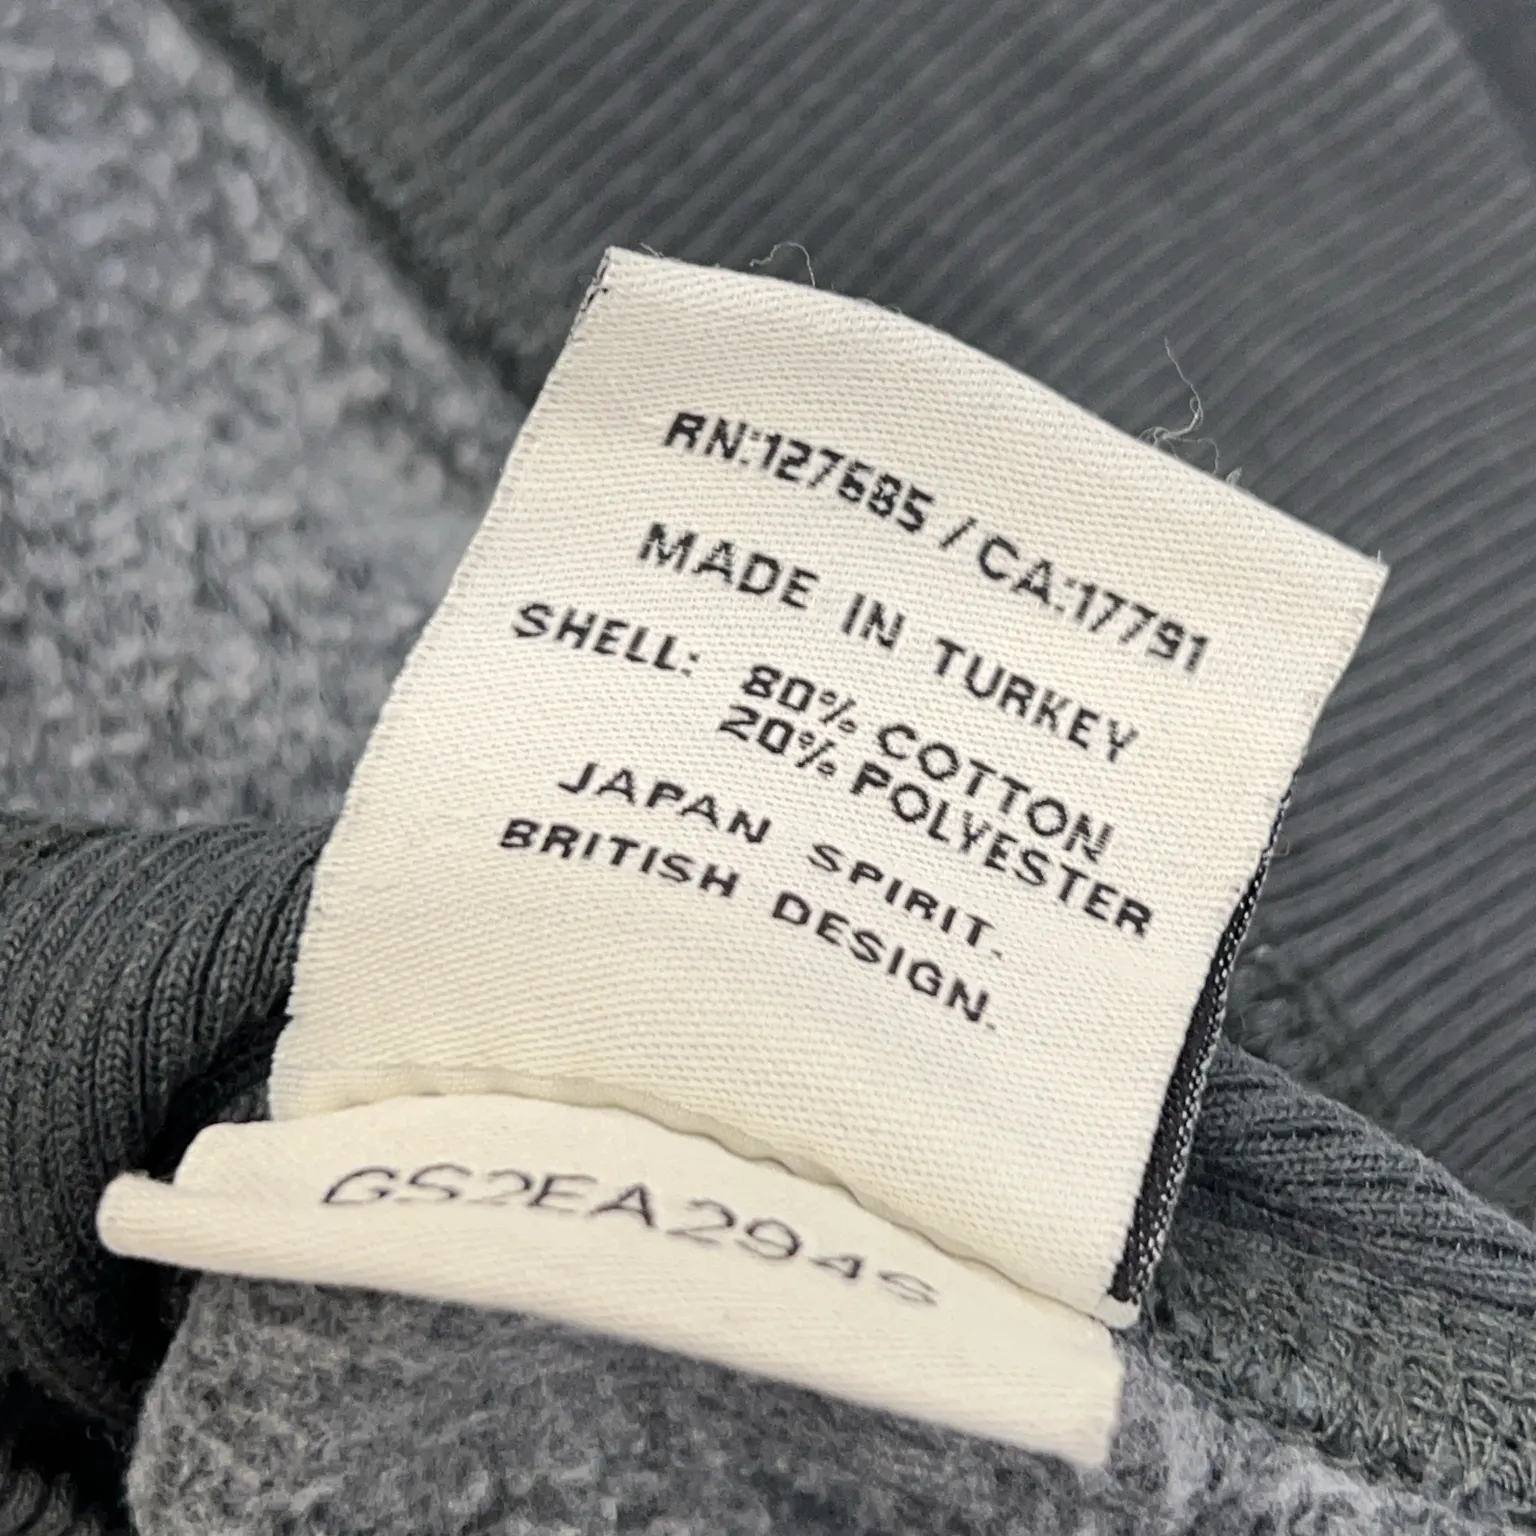 RN:127685 / CA:17791
MADE IN TURKEY
SHELL: 80% COTTON
20% POLYESTER
JAPAN SPIRIT.
BRITISH DESIGN.
GS2EA294S